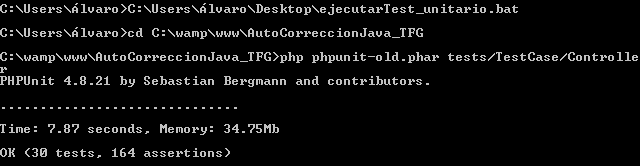 C:\Users\Álvaro>C:\Users\Álvaro\Desktop\ejecutarTest_unitario.bat
C:\Users\Álvaro>cd C:\wamp\www\AutoCorreccionJava_TFG
C:\wamp\www\AutoCorreccionJava_TFG>php phpunit-old.phar tests/TestCase/Controlle
r
PHPUnit 4.8.21 by Sebastian Bergmann and contributors.
..............................
Time: 7.87 seconds, Memory: 34.75Mb
OK (30 tests, 164 assertions)